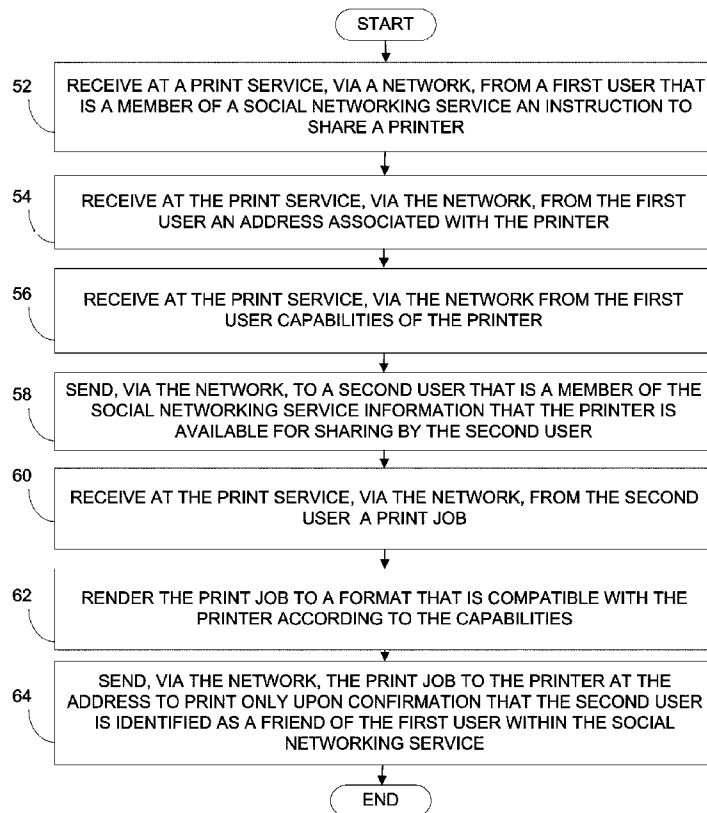 START
52
RECEIVE AT A PRINT SERVICE, VIA A NETWORK, FROM A FIRST USER THAT
IS A MEMBER OF A SOCIAL NETWORKING SERVICE AN INSTRUCTION TO
SHARE A PRINTER
54
RECEIVE AT THE PRINT SERVICE, VIA THE NETWORK, FROM THE FIRST
USER AN ADDRESS ASSOCIATED WITH THE PRINTER
56
RECEIVE AT THE PRINT SERVICE, VIA THE NETWORK FROM THE FIRST
USER CAPABILITIES OF THE PRINTER
58
SEND, VIA THE NETWORK, TO A SECOND USER THAT IS A MEMBER OF THE
SOCIAL NETWORKING SERVICE INFORMATION THAT THE PRINTER IS
AVAILABLE FOR SHARING BY THE SECOND USER
60
RECEIVE AT THE PRINT SERVICE, VIA THE NETWORK, FROM THE SECOND
USER A PRINT JOB
62
RENDER THE PRINT JOB TO A FORMAT THAT IS COMPATIBLE WITH THE
PRINTER ACCORDING TO THE CAPABILITIES
64
SEND, VIA THE NETWORK, THE PRINT JOB TO THE PRINTER AT THE
ADDRESS TO PRINT ONLY UPON CONFIRMATION THAT THE SECOND USER
IS IDENTIFIED AS A FRIEND OF THE FIRST USER WITHIN THE SOCIAL
NETWORKING SERVICE
END